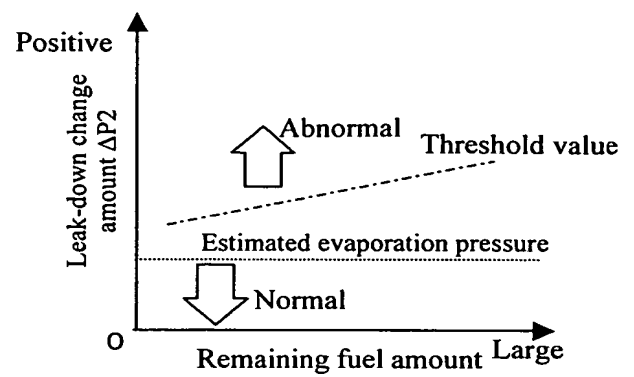 Positive
Leak-down change
amount ΔP2
Abnormal
Threshold value
Estimated evaporation pressure
Normal
O
Remaining fuel amount
Large